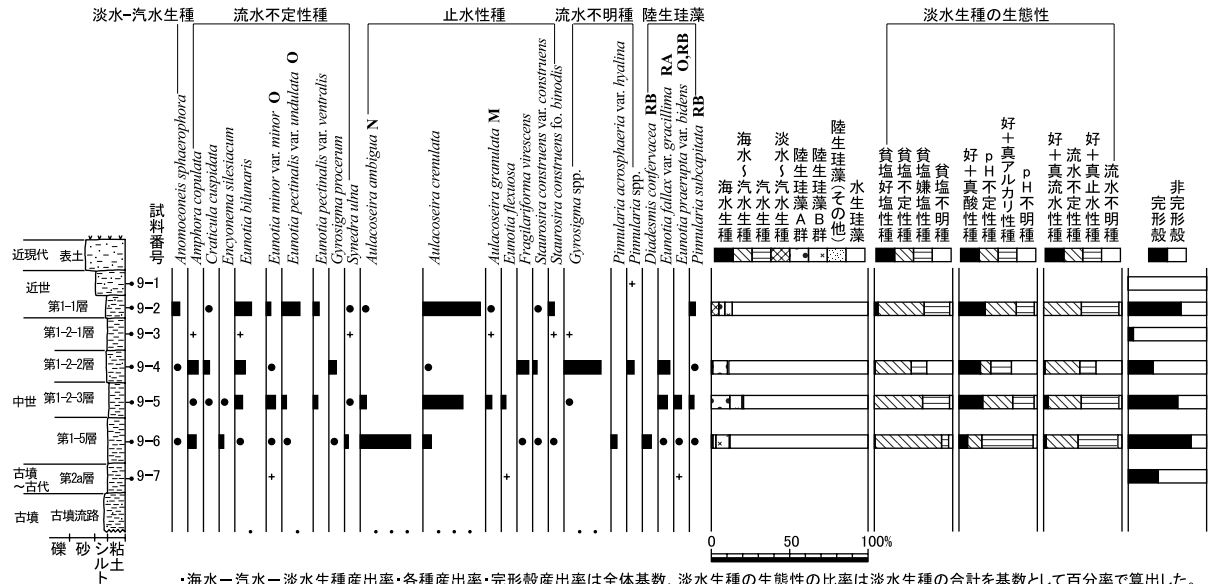 淡水-汽水生種
流水不定性種
止水性種
流水不明種
陸生珪藻
淡水生種の生態性
試料番号
Anomoeoneis sphaerophora
Amphora copulata
Craticula cuspidata
Encyonema silesiacum
Eunotia bilunaris
Eunotia minor var. minor O
Eunotia pectinalis var. undulata O
Eunotia pectinalis var. ventralis
Gyrosigma procerum
Synedra ulna
Aulacoseira ambigua N
Aulacoseira crenulata
Aulacoseira granulata M
Eunotia flexuosa
Fragilariforma virescens
Staurosira construens var. construens
Staurosira construens fo. binodis
Gyrosigma spp.
Pinnularia acrosphaeria var. hyalina
Pinnularia spp.
Diadesmis confervacea RB
Eunotia fallax var. gracillima RA
Eunotia praerupta var. bidens O,RB
Pinnularia subcapitata RB
海水生種
海水～汽水生種
汽水生種
淡水～汽水生種
陸生珪藻A群
陸生珪藻B群
陸生珪藻(その他)
水生珪藻
貧塩好塩性種
貧塩不定性種
貧塩嫌塩性種
貧塩不明種
好＋真酸性種
pH不定性種
好＋真アルカリ性種
pH不明種
好＋真流水性種
流水不定性種
好＋真止水性種
流水不明種
完形殻
非完形殻
近現代 表土
近世 9-1
第1-1層 9-2
第1-2-1層 9-3
第1-2-2層 9-4
中世 第1-2-3層 9-5
第1-5層 9-6
古墳～古代 第2a層 9-7
古墳 古墳流路
礫 砂 シルト 粘土
0 50 100%
・海水－汽水－淡水生種産出率・各種産出率・完形殻産出率は全体基数、淡水生種の生態性の比率は淡水生種の合計を基数として百分率で算出した。